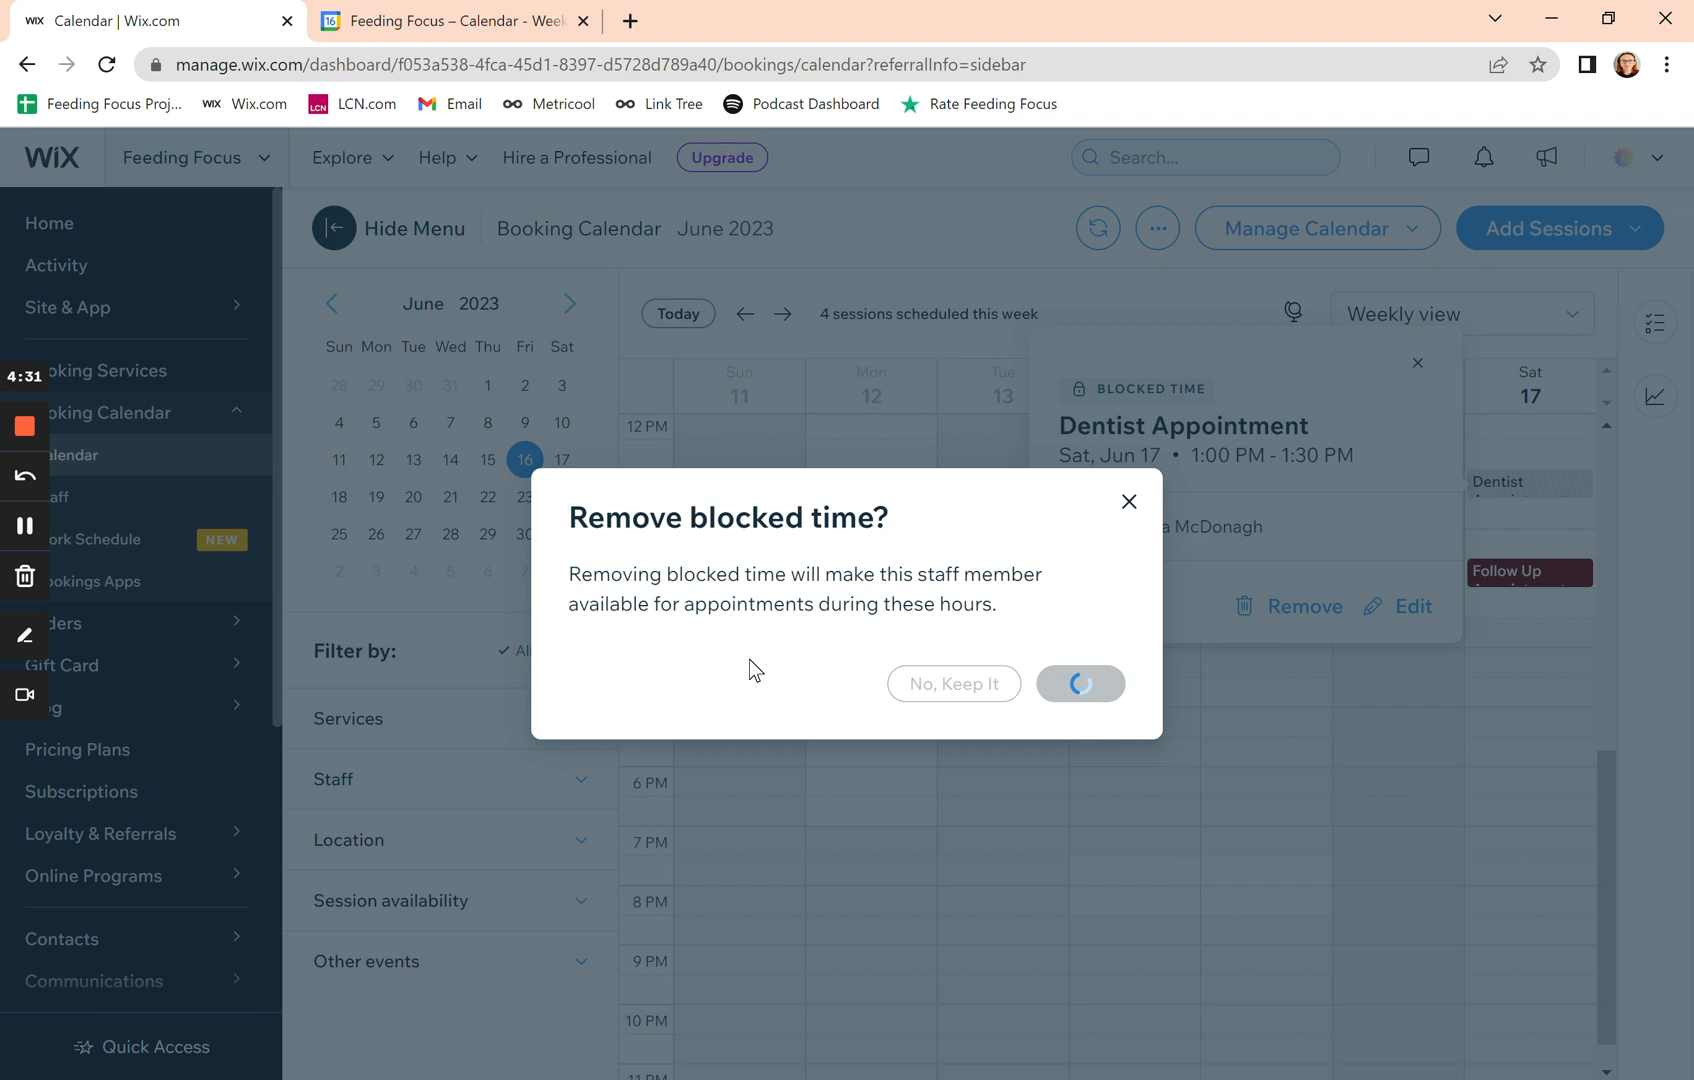 WIX Calendar | Wix.com
16 Feeding Focus – Calendar - Week
manage.wix.com/dashboard/f053a538-4fca-45d1-8397-d5728d789a40/bookings/calendar?referralInfo=sidebar
Feeding Focus Proj... WIX Wix.com LCN LCN.com Email Metricool Link Tree Podcast Dashboard Rate Feeding Focus
WIX Feeding Focus Explore Help Hire a Professional Upgrade Search...
Home
Activity
Site & App
oking Services
oking Calendar
alendar
aff
ork Schedule NEW
ookings Apps
ders
Gift Card
g
Pricing Plans
Subscriptions
Loyalty & Referrals
Online Programs
Contacts
Communications
Quick Access
4:31
Hide Menu Booking Calendar June 2023 Manage Calendar Add Sessions
June 2023
Sun Mon Tue Wed Thu Fri Sat
28 29 30 31 1 2 3
4 5 6 7 8 9 10
11 12 13 14 15 16 17
18 19 20 21 22 23
25 26 27 28 29 30
2 3 4 5 6 7
Filter by: All
Services
Staff
Location
Session availability
Other events
Today 4 sessions scheduled this week Weekly view
Sun Mon Tue Sat
11 12 13 17
12 PM
6 PM
7 PM
8 PM
9 PM
10 PM
11 PM
BLOCKED TIME
Dentist Appointment
Sat, Jun 17 • 1:00 PM - 1:30 PM
a McDonagh
Remove Edit
Dentist
Follow Up
Remove blocked time?
Removing blocked time will make this staff member
available for appointments during these hours.
No, Keep It